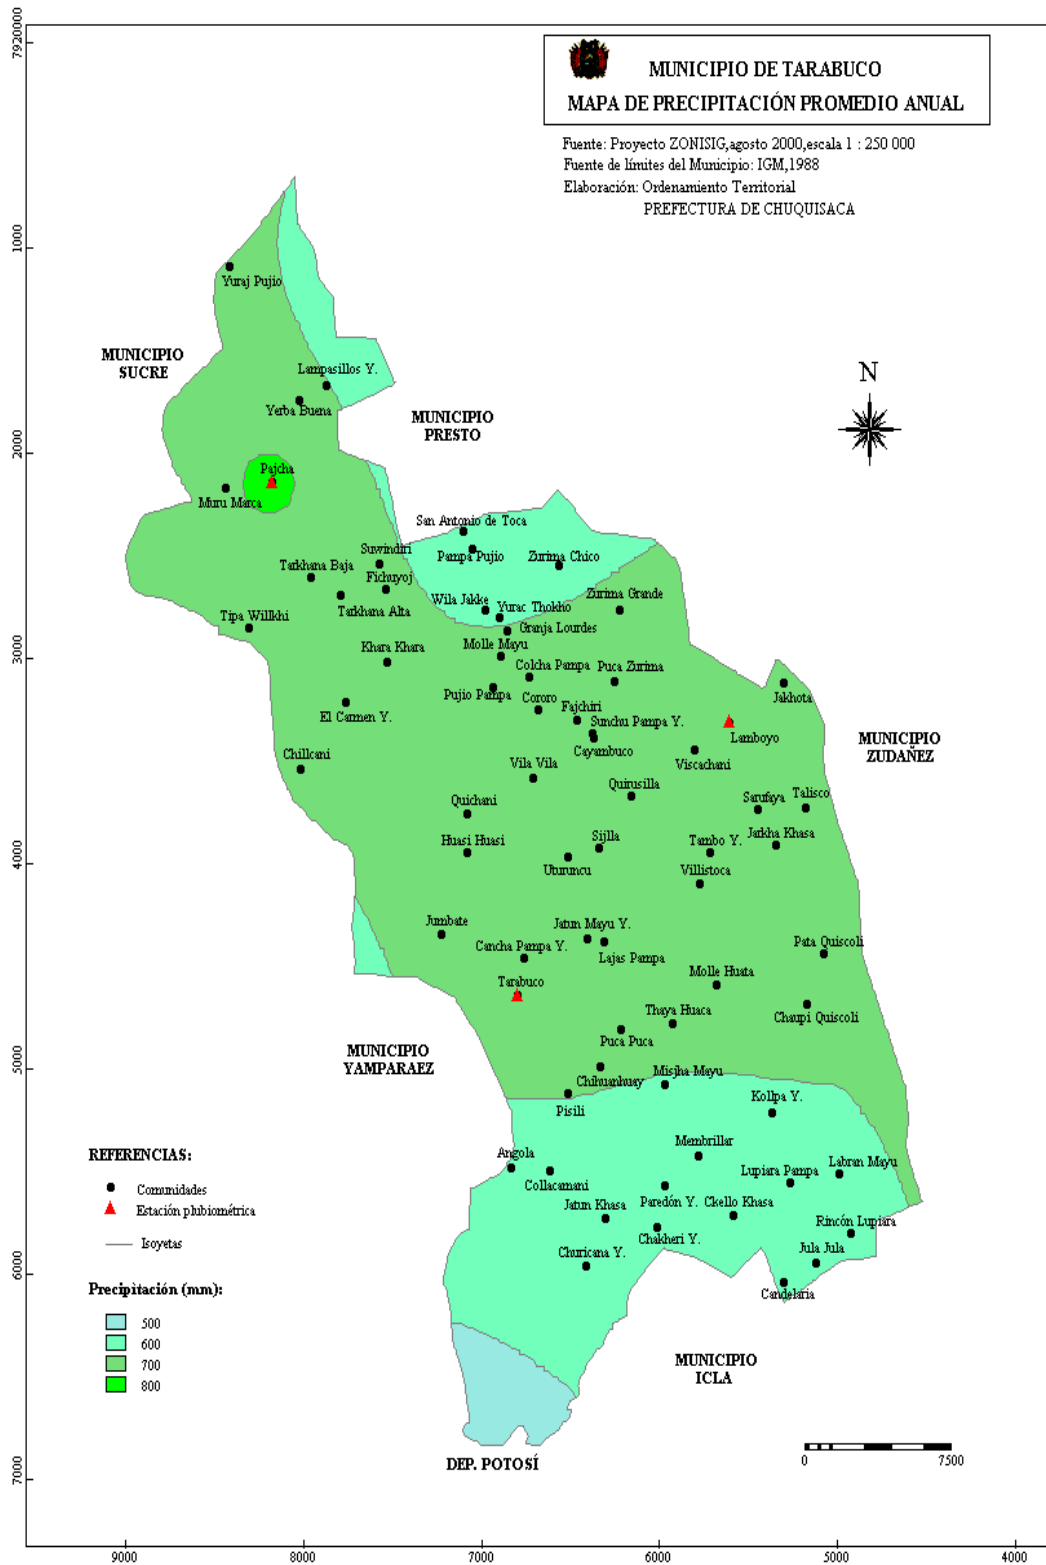 MUNICIPIO DE TARABUCO
MAPA DE PRECIPITACIÓN PROMEDIO ANUAL
Fuente: Proyecto ZONISIG,agosto 2000,escala 1 : 250 000
Fuente de límites del Municipio: IGM,1988
Elaboración: Ordenamiento Territorial
PREFECTURA DE CHUQUISACA
7920000
1000
2000
3000
4000
5000
6000
7000
Yuraj Pujio
MUNICIPIO
SUCRE
Lampasillos Y.
Yerba Buena
MUNICIPIO
PRESTO
N
Pajcha
Muru Marca
San Antonio de Toca
Suwindiri
Pampa Pujio
Zurima Chico
Tarkhana Baja
Fichuyoj
Tarkhana Alta
Wila Jakke
Yurac Thokho
Zurima Grande
Tipa Willkhi
Granja Lourdes
Khara Khara
Molle Mayu
Colcha Pampa
Puca Zurima
Pujio Pampa
Cororo
Jakhota
El Carmen Y.
Fajchiri
Sunchu Pampa Y.
Lamboyo
MUNICIPIO
ZUDAÑEZ
Chillcani
Cayambuco
Viscachani
Vila Vila
Quirusilla
Quichani
Sarufaya
Talisco
Huasi Huasi
Sijlla
Tambo Y.
Jarkha Khasa
Uturuncu
Villistoca
Jumbate
Jatun Mayu Y.
Cancha Pampa Y.
Lajas Pampa
Pata Quiscoli
Tarabuco
Molle Huata
Thaya Huaca
Chaupi Quiscoli
Puca Puca
MUNICIPIO
YAMPARAEZ
Chihuanhuay
Misjha Mayu
Pisili
Kollpa Y.
Angola
Membrillar
Collacamani
Lupiara Pampa
Labran Mayu
Jatun Khasa
Paredón Y.
Ckello Khasa
Rincón Lupiara
Churicana Y.
Chakheri Y.
Jula Jula
Candelaria
REFERENCIAS:
Comunidades
Estación plubiométrica
Isoyetas
Precipitación (mm):
500
600
700
800
MUNICIPIO
ICLA
DEP. POTOSÍ
0
7500
9000
8000
7000
6000
5000
4000